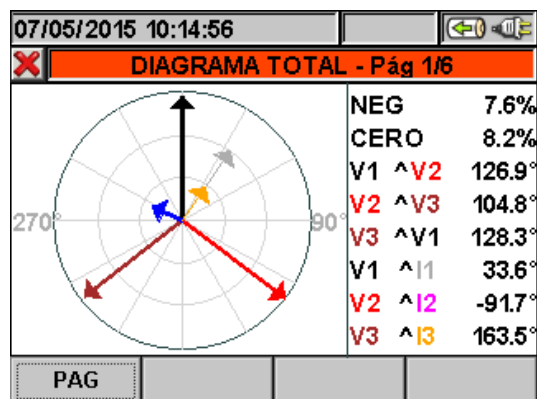 07/05/2015 10:14:56
DIAGRAMA TOTAL - Pág 1/6
270°
90°
NEG 7.6%
CERO 8.2%
V1 ^V2 126.9°
V2 ^V3 104.8°
V3 ^V1 128.3°
V1 ^I1 33.6°
V2 ^I2 -91.7°
V3 ^I3 163.5°
PAG